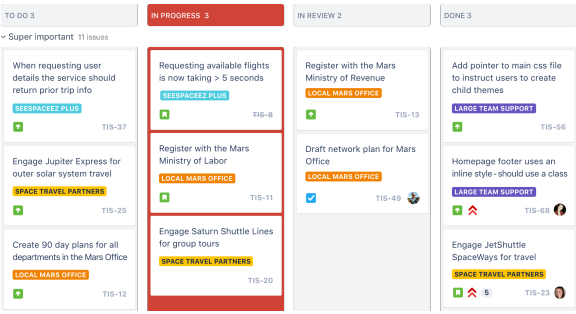 TO DO 3
IN PROGRESS 3
IN REVIEW 2
DONE 3
Super important 11 issues
When requesting user
details the service should
return prior trip info
SEESPACEEZ PLUS
TIS-37
Engage Jupiter Express for
outer solar system travel
SPACE TRAVEL PARTNERS
TIS-25
Create 90 day plans for all
departments in the Mars Office
LOCAL MARS OFFICE
TIS-12
Requesting available flights
is now taking > 5 seconds
SEESPACEEZ PLUS
TIS-8
Register with the Mars
Ministry of Labor
LOCAL MARS OFFICE
TIS-11
Engage Saturn Shuttle Lines
for group tours
SPACE TRAVEL PARTNERS
TIS-20
Register with the Mars
Ministry of Revenue
LOCAL MARS OFFICE
TIS-13
Draft network plan for Mars
Office
LOCAL MARS OFFICE
TIS-49
Add pointer to main css file
to instruct users to create
child themes
LARGE TEAM SUPPORT
TIS-56
Homepage footer uses an
inline style-should use a class
LARGE TEAM SUPPORT
TIS-68
Engage JetShuttle
SpaceWays for travel
SPACE TRAVEL PARTNERS
5
TIS-23